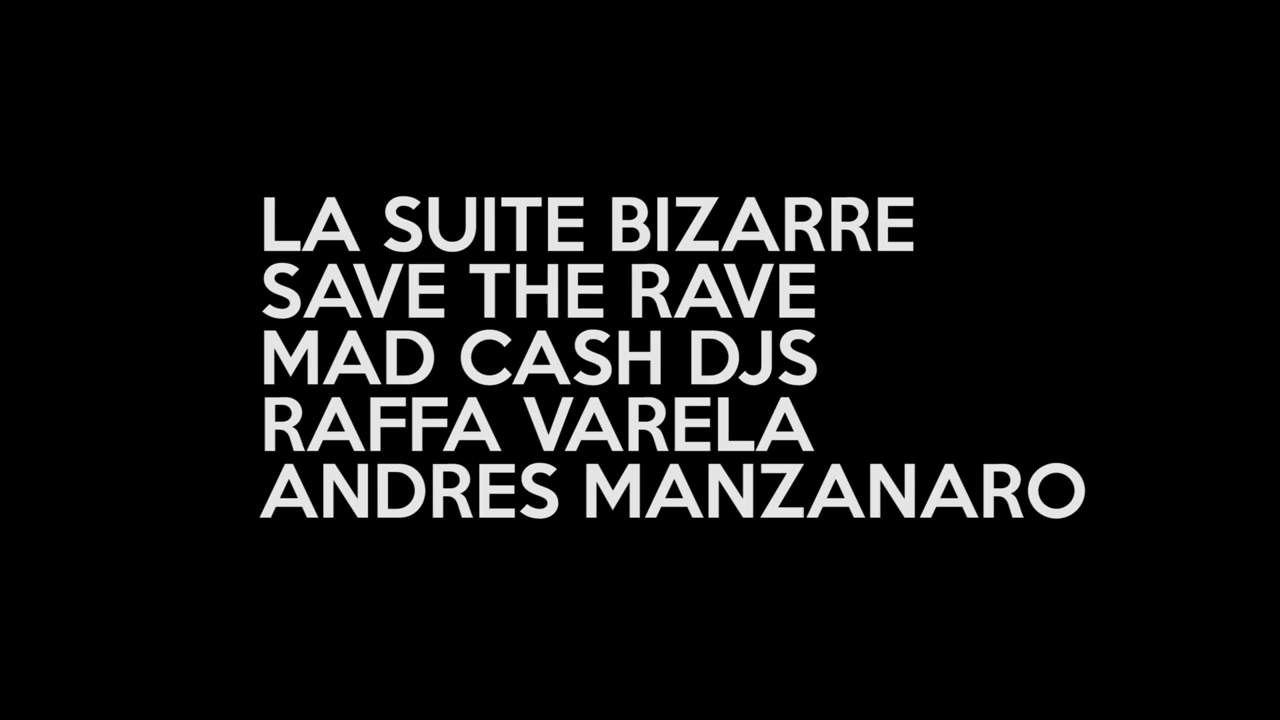 LA SUITE BIZARRE
SAVE THE RAVE
MAD CASH DJS
RAFFA VARELA
ANDRES MANZANARO